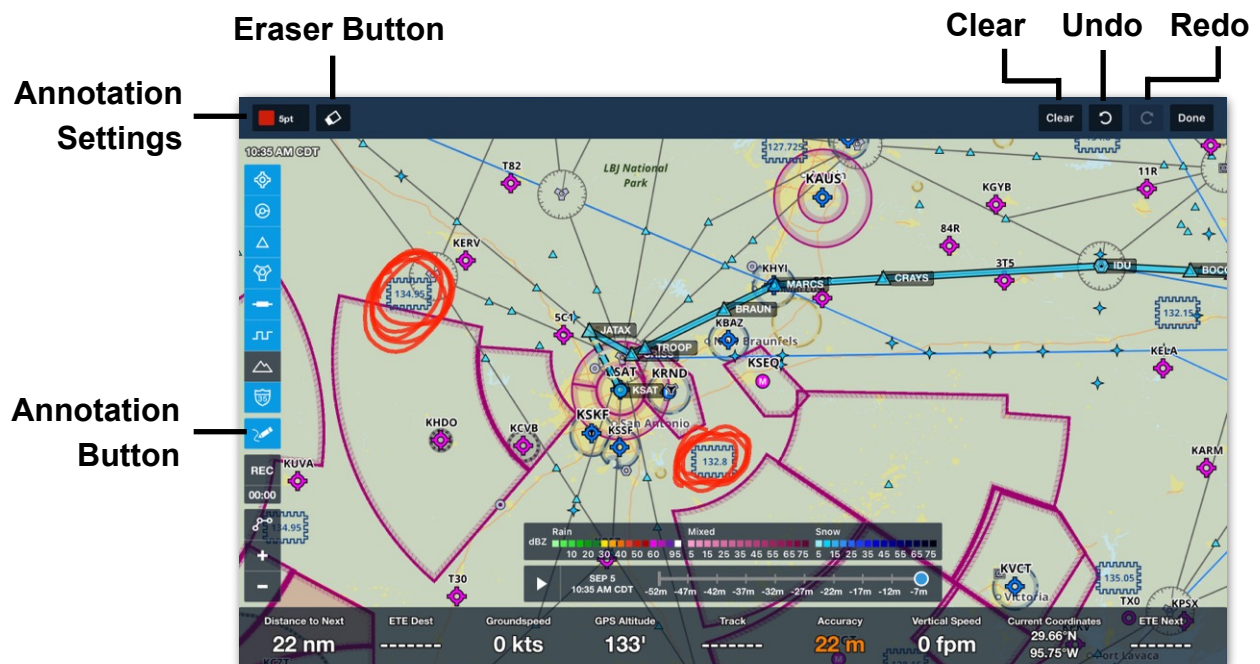 Eraser Button
Clear Undo Redo
Annotation
Settings
Annotation
Button
5pt
Clear
Done
10:35 AM CDT
T82
LBJ National
Park
127.725
KAUS
KGYB
11R
84R
KERV
3T5
KHYI
MARCS
CRAYS
IDU
BOCC
134.95
132.15
BRAUN
5C1
JATAX
KBAZ
TROOP
Braunfels
KELA
KSEQ
M
KRND
KSAT
KSKF
KSSF
San Antonio
KHDO
KCVB
132.8
KARM
REC
KUVA
00:00
134.95
Rain Mixed Snow
dBZ
10 20 30 40 50 60 95 5 15 25 35 45 55 65 75 5 15 25 35 45 55 65 75
SEP 5
10:35 AM CDT
-52m -47m -42m -37m -32m -27m -22m -17m -12m -7m
KVCT
Victoria
135.05
T30
TX0
KPSX
Distance to Next ETE Dest Groundspeed GPS Altitude Track Accuracy Vertical Speed Current Coordinates ETE Next
22 nm ------- 0 kts 133' ------- 22 m 0 fpm 29.66°N -------
95.75°W
ort Lavaca